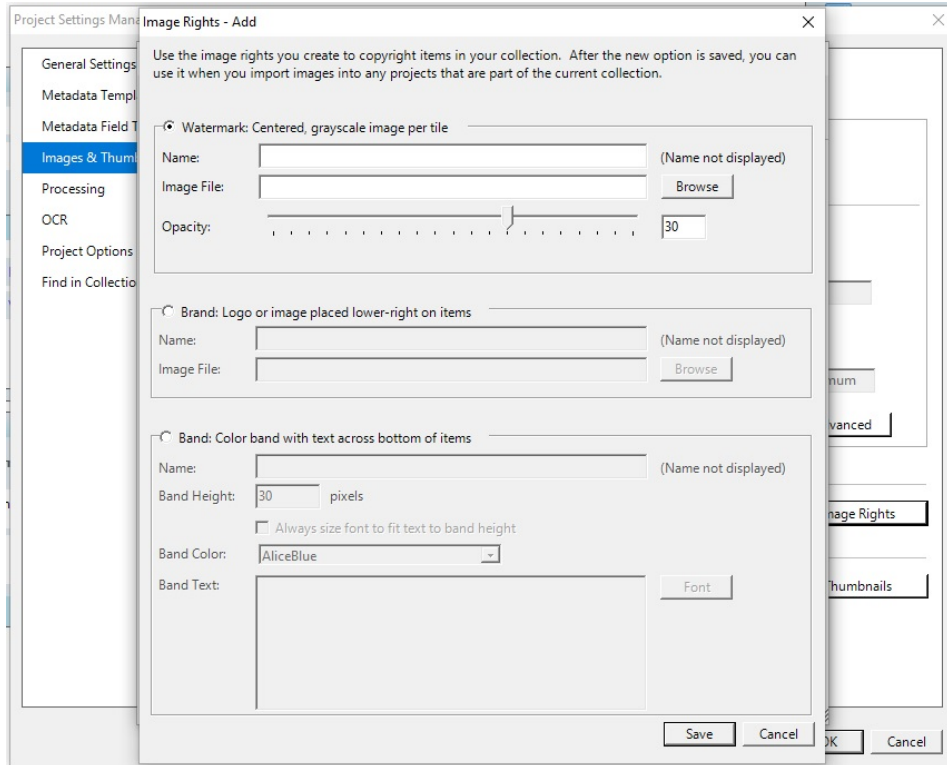 Project Settings Mana
Image Rights - Add
Use the image rights you create to copyright items in your collection. After the new option is saved, you can
use it when you import images into any projects that are part of the current collection.
General Settings
Metadata Templ
Metadata Field T
Images & Thuml
Processing
OCR
Project Options
Find in Collectio
Watermark: Centered, grayscale image per tile
Name:
(Name not displayed)
Image File:
Browse
Opacity:
30
Brand: Logo or image placed lower-right on items
Name:
(Name not displayed)
Image File:
Browse
Band: Color band with text across bottom of items
Name:
(Name not displayed)
Band Height:
30
pixels
Always size font to fit text to band height
Band Color:
AliceBlue
Band Text:
Font
Save
Cancel
num
vanced
nage Rights
Thumbnails
OK
Cancel